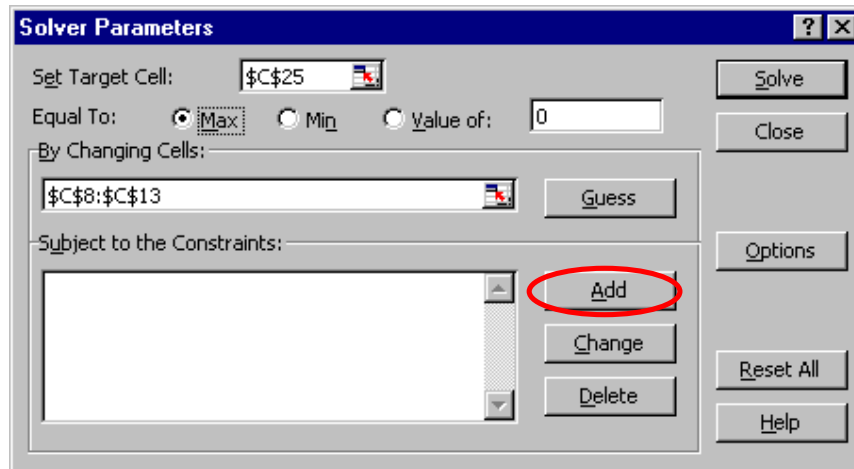 Solver Parameters
Set Target Cell: $C$25 Solve
Equal To: Max Min Value of: 0
Close
By Changing Cells:
$C$8:$C$13 Guess
Subject to the Constraints: Options
Add
Change
Reset All
Delete
Help